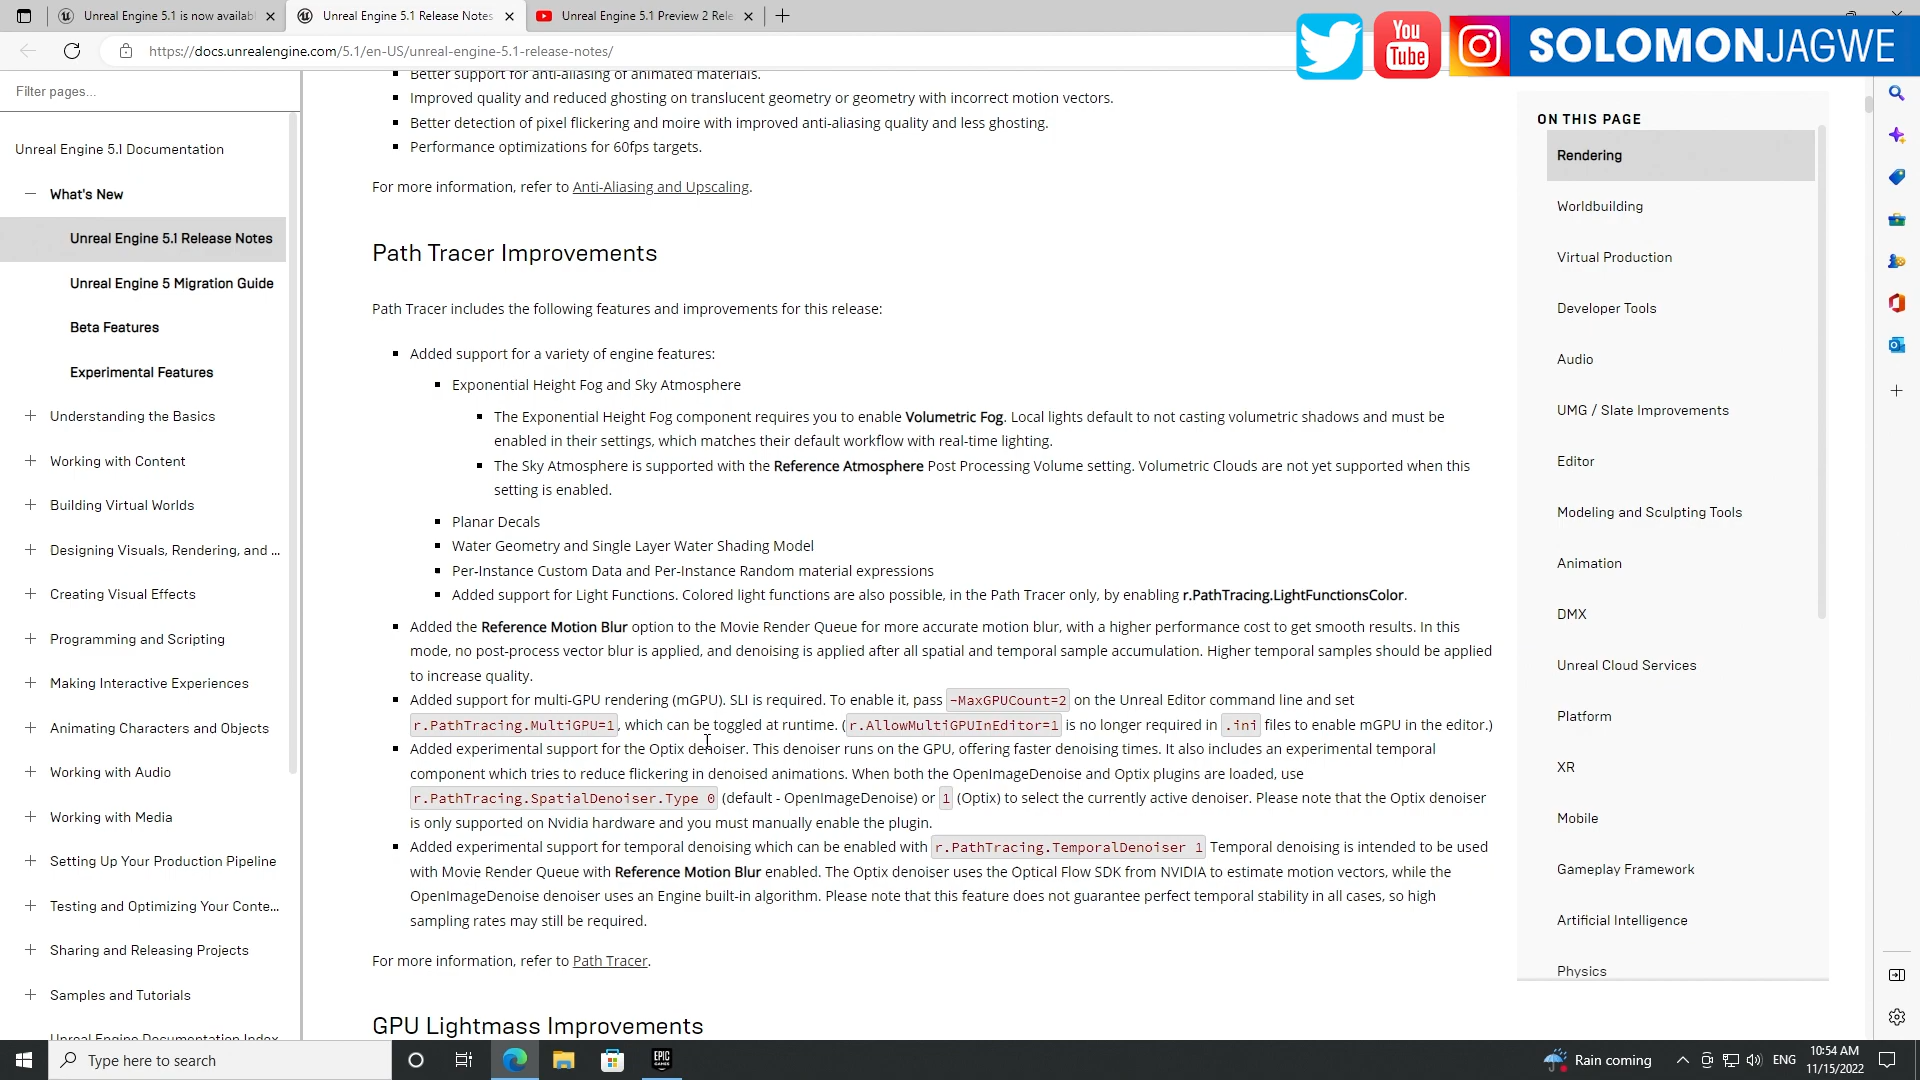 Unreal Engine 5.1 is now availab
Unreal Engine 5.1 Release Notes
Unreal Engine 5.1 Preview 2 Rele
https://docs.unrealengine.com/5.1/en-US/unreal-engine-5.1-release-notes/
You
Tube
SOLOMONJAGWE
Filter pages...
Unreal Engine 5.1 Documentation
What's New
Unreal Engine 5.1 Release Notes
Unreal Engine 5 Migration Guide
Beta Features
Experimental Features
Understanding the Basics
Working with Content
Building Virtual Worlds
Designing Visuals, Rendering, and ...
Creating Visual Effects
Programming and Scripting
Making Interactive Experiences
Animating Characters and Objects
Working with Audio
Working with Media
Setting Up Your Production Pipeline
Testing and Optimizing Your Conte...
Sharing and Releasing Projects
Samples and Tutorials
Unreal Engine Documentation Index
Better support for anti-aliasing of animated materials.
Improved quality and reduced ghosting on translucent geometry or geometry with incorrect motion vectors.
Better detection of pixel flickering and moire with improved anti-aliasing quality and less ghosting.
Performance optimizations for 60fps targets.
For more information, refer to Anti-Aliasing and Upscaling.
Path Tracer Improvements
Path Tracer includes the following features and improvements for this release:
Added support for a variety of engine features:
Exponential Height Fog and Sky Atmosphere
The Exponential Height Fog component requires you to enable Volumetric Fog. Local lights default to not casting volumetric shadows and must be
enabled in their settings, which matches their default workflow with real-time lighting.
The Sky Atmosphere is supported with the Reference Atmosphere Post Processing Volume setting. Volumetric Clouds are not yet supported when this
setting is enabled.
Planar Decals
Water Geometry and Single Layer Water Shading Model
Per-Instance Custom Data and Per-Instance Random material expressions
Added support for Light Functions. Colored light functions are also possible, in the Path Tracer only, by enabling r.PathTracing.LightFunctionsColor.
Added the Reference Motion Blur option to the Movie Render Queue for more accurate motion blur, with a higher performance cost to get smooth results. In this
mode, no post-process vector blur is applied, and denoising is applied after all spatial and temporal sample accumulation. Higher temporal samples should be applied
to increase quality.
Added support for multi-GPU rendering (mGPU). SLI is required. To enable it, pass -MaxGPUCount=2 on the Unreal Editor command line and set
r.PathTracing.MultiGPU=1, which can be toggled at runtime. (r.AllowMultiGPUInEditor=1 is no longer required in .ini files to enable mGPU in the editor.)
Added experimental support for the Optix denoiser. This denoiser runs on the GPU, offering faster denoising times. It also includes an experimental temporal
component which tries to reduce flickering in denoised animations. When both the OpenImageDenoise and Optix plugins are loaded, use
r.PathTracing.SpatialDenoiser.Type 0 (default - OpenImageDenoise) or 1 (Optix) to select the currently active denoiser. Please note that the Optix denoiser
is only supported on Nvidia hardware and you must manually enable the plugin.
Added experimental support for temporal denoising which can be enabled with r.PathTracing.TemporalDenoiser 1 Temporal denoising is intended to be used
with Movie Render Queue with Reference Motion Blur enabled. The Optix denoiser uses the Optical Flow SDK from NVIDIA to estimate motion vectors, while the
OpenImageDenoise denoiser uses an Engine built-in algorithm. Please note that this feature does not guarantee perfect temporal stability in all cases, so high
sampling rates may still be required.
For more information, refer to Path Tracer.
GPU Lightmass Improvements
ON THIS PAGE
Rendering
Worldbuilding
Virtual Production
Developer Tools
Audio
UMG / Slate Improvements
Editor
Modeling and Sculpting Tools
Animation
DMX
Unreal Cloud Services
Platform
XR
Mobile
Gameplay Framework
Artificial Intelligence
Physics
Type here to search
EPIC
GAMES
Rain coming
ENG
10:54 AM
11/15/2022